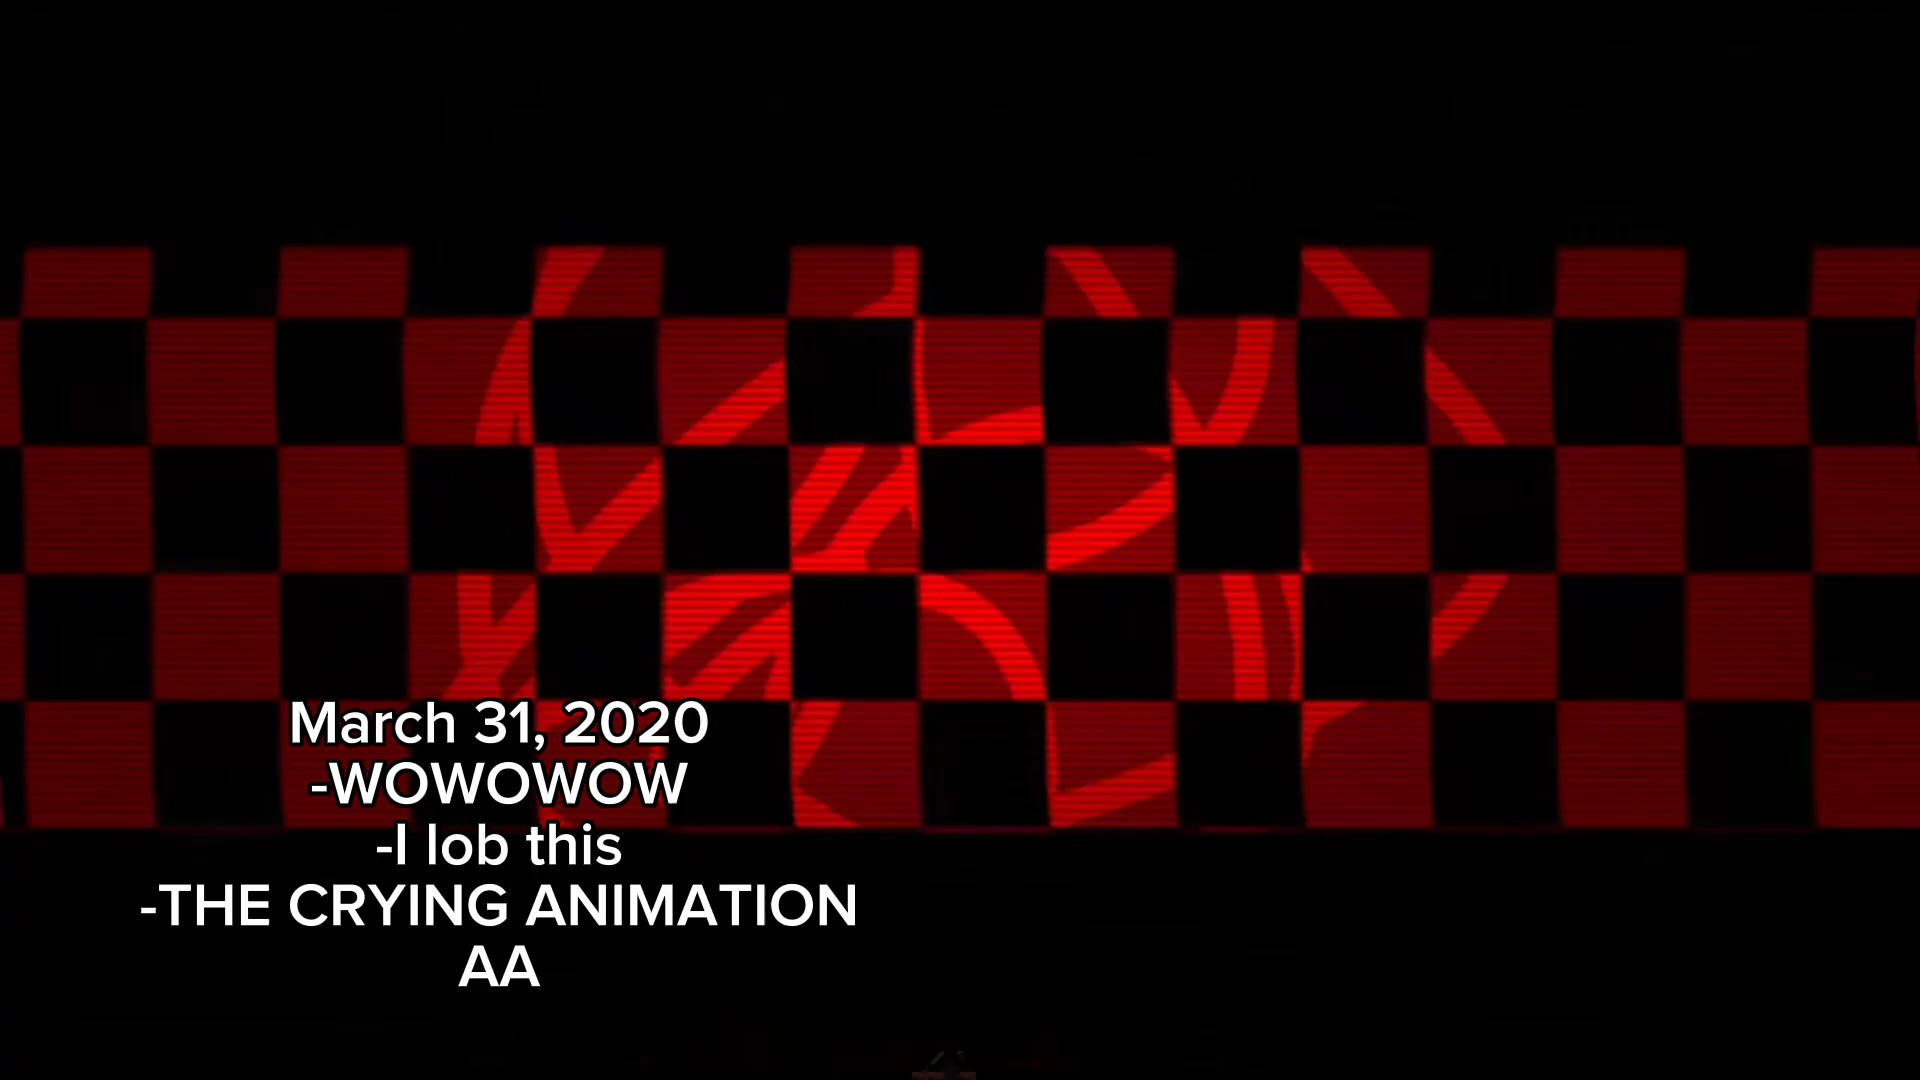 March 31, 2020
-WOWOWOW
-I lob this
-THE CRYING ANIMATION
AA